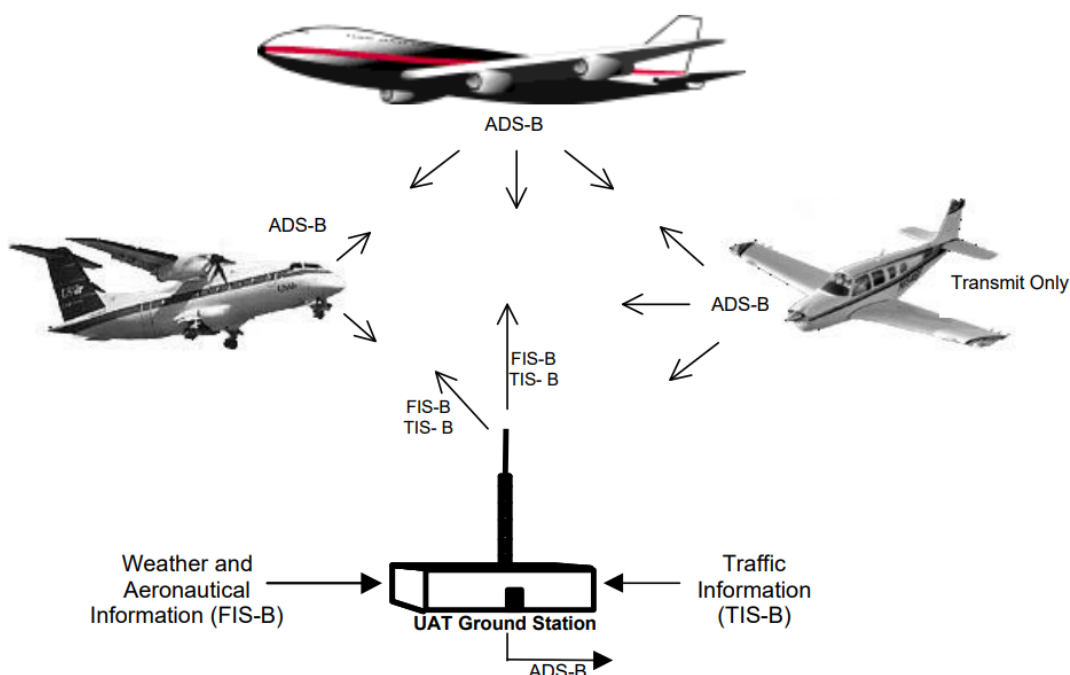 ADS-B
ADS-B
Transmit Only
ADS-B
FIS-B
TIS- B
FIS-B
TIS- B
Weather and
Aeronautical
Information (FIS-B)
Traffic
Information
(TIS-B)
UAT Ground Station
ADS-B